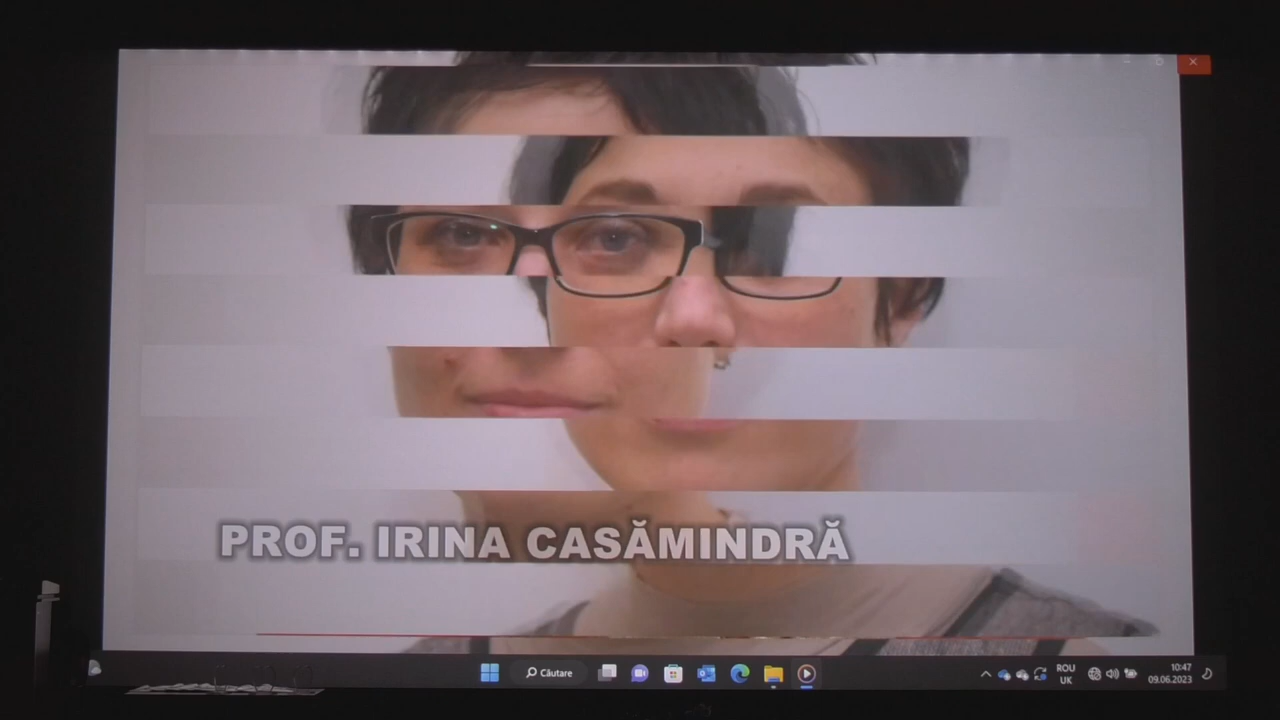 PROF. IRINA CASĂMINDRĂ
Căutare
ROU
UK
10:47
09.06.2023